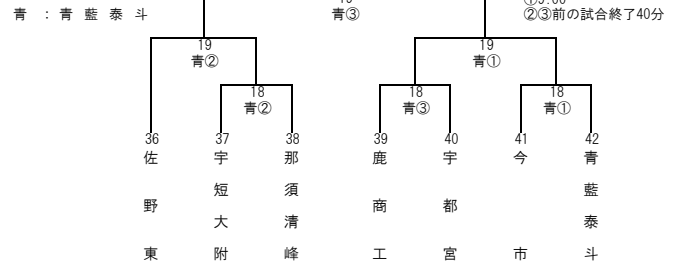 青 : 青 藍 泰 斗
青③
②③前の試合終了40分
19
青②
19
青①
18
青②
18
青③
18
青①
36
佐野東
37
宇短大附
38
那須清峰
39
鹿商工
40
宇都宮
41
今市
42
青藍泰斗